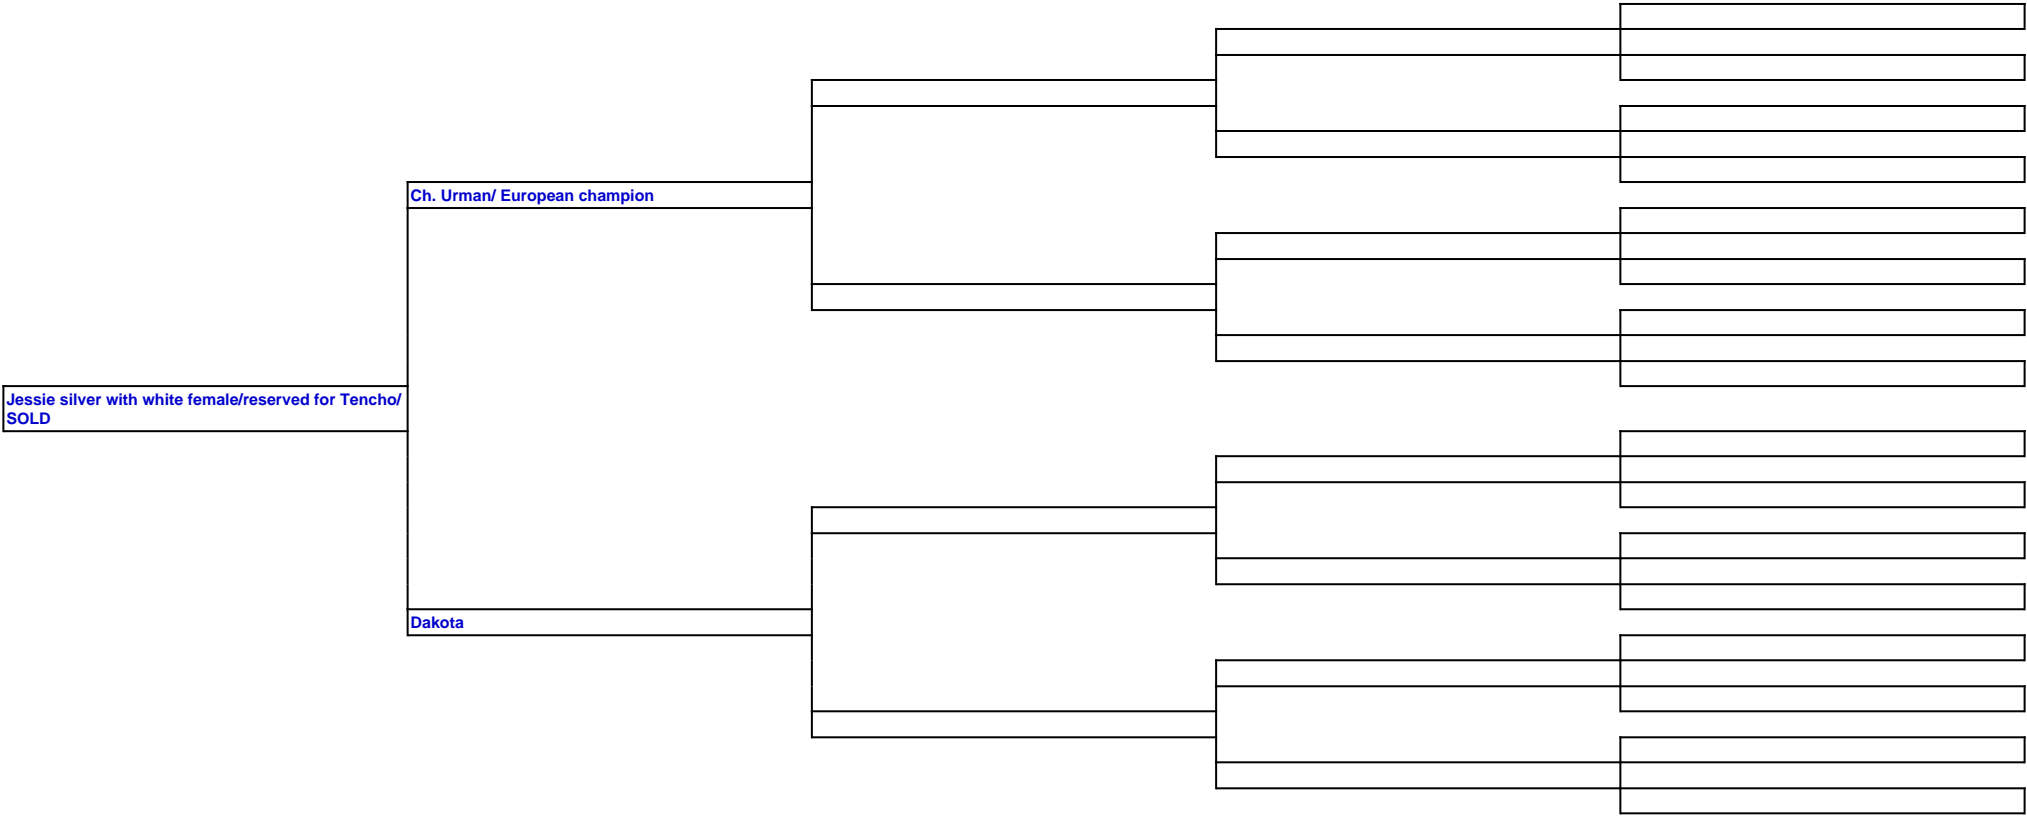 Ch. Urman/ European champion
Jessie silver with white female/reserved for Tencho/
SOLD
Dakota